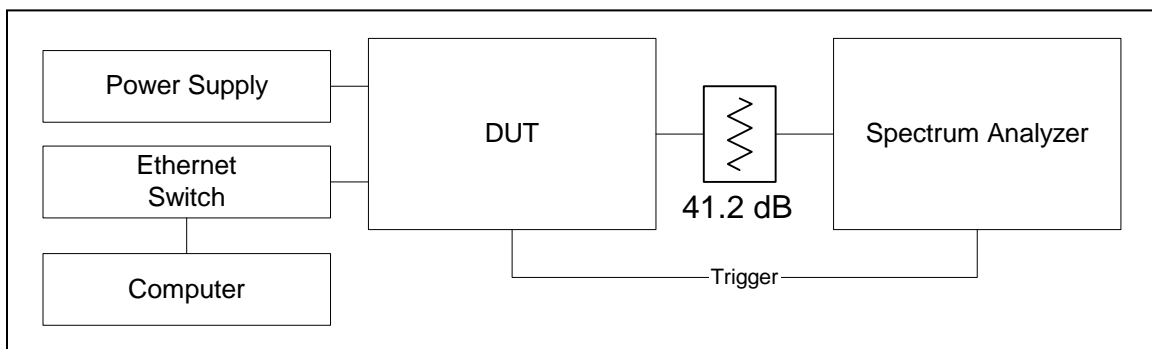 Power Supply
DUT
Spectrum Analyzer
Ethernet
Switch
41.2 dB
Computer
Trigger